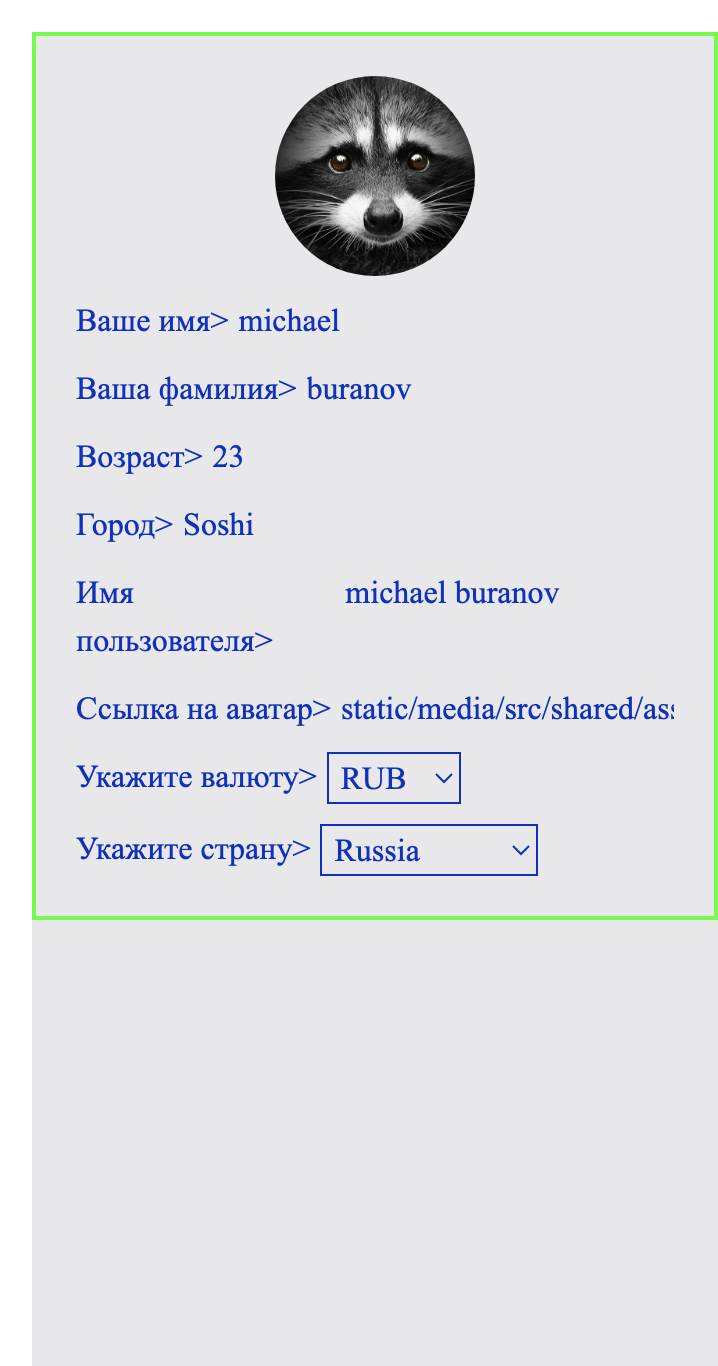 Ваше имя> michael
Ваша фамилия> buranov
Возраст> 23
Город> Soshi
Имя michael buranov
пользователя>
Ссылка на аватар> static/media/src/shared/ass
Укажите валюту> RUB
Укажите страну> Russia